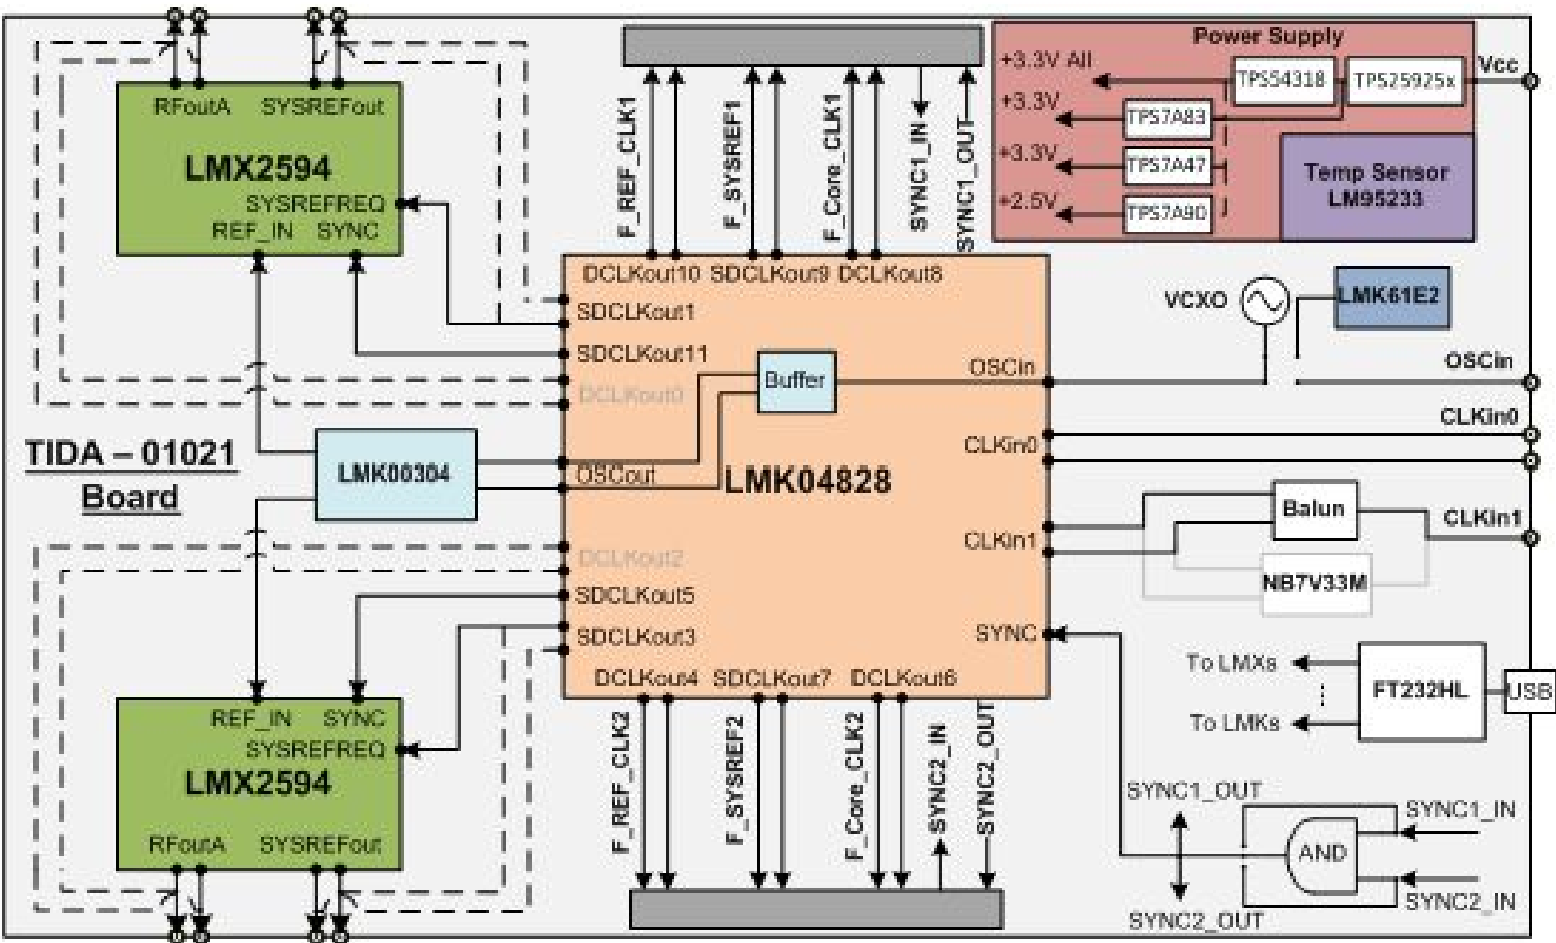 RFoutA SYSREFout
LMX2594
SYSREFREQ
REF_IN SYNC
F_REF_CLK1
F_SYSREF1
F_Core_CLK1
SYNC1_IN
SYNC1_OUT
Power Supply
+3.3V All
TPS54318
TPS25925x
Vcc
+3.3V
TPS7A83
+3.3V
TPS7A47
+2.5V
TPS7A90
Temp Sensor
LM95233
DCLKout10 SDCLKout9 DCLKout8
SDCLKout1
SDCLKout11
DCLKout0
Buffer
OSCin
VCXO
LMK61E2
OSCin
CLKin0
CLKin0
TIDA – 01021
Board
LMK00304
OSCout
LMK04828
Balun
CLKin1
CLKin1
NB7V33M
DCLKout2
SDCLKout5
SDCLKout3
SYNC
DCLKout4 SDCLKout7 DCLKout6
To LMXs
FT232HL
USB
To LMKs
REF_IN SYNC
SYSREFREQ
LMX2594
RFoutA SYSREFout
F_REF_CLK2
F_SYSREF2
F_Core_CLK2
SYNC2_IN
SYNC2_OUT
SYNC1_OUT
SYNC1_IN
AND
SYNC2_IN
SYNC2_OUT